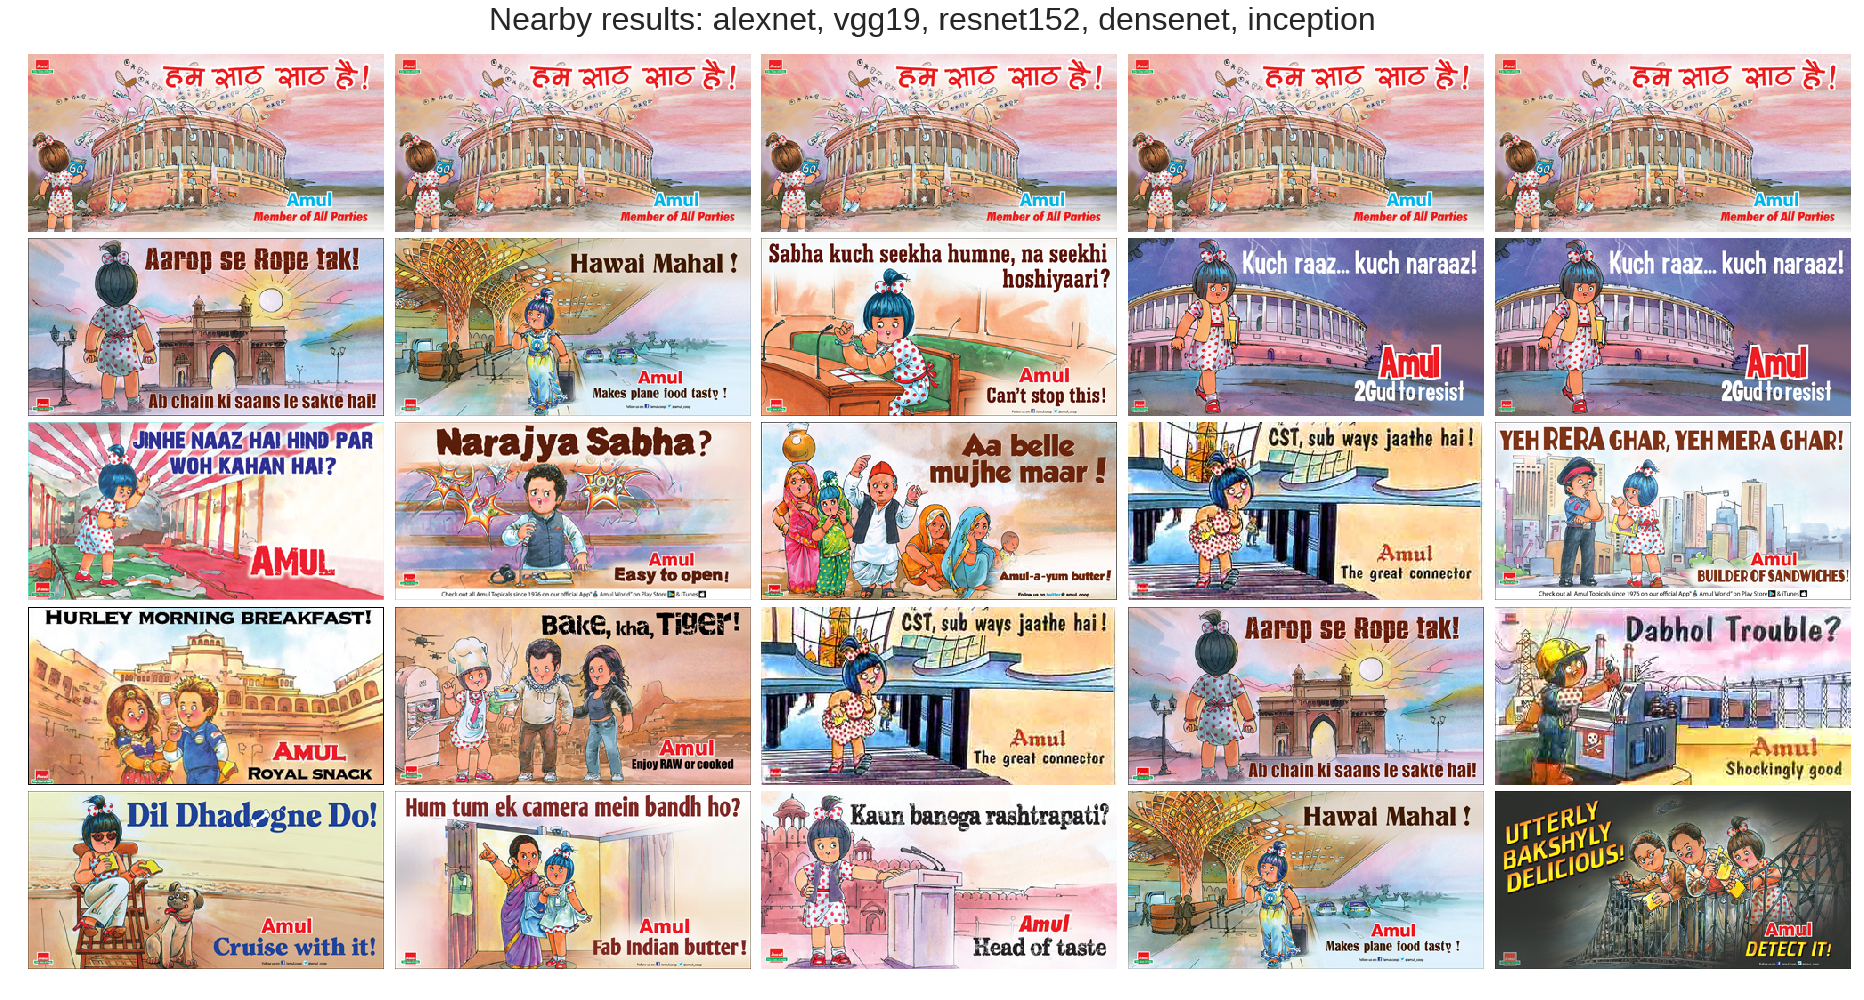 Nearby results: alexnet, vgg19, resnet152, densenet, inception
हम साठ साठ है!
Amul
Member of All Parties
हम साठ साठ है!
Amul
Member of All Parties
हम साठ साठ है!
Amul
Member of All Parties
हम साठ साठ है!
Amul
Member of All Parties
हम साठ साठ है!
Amul
Member of All Parties
Aarop se Rope tak!
Ab chain ki saans le sakte hai!
Hawai Mahal !
Amul
Makes plane food tasty !
Sabha kuch seekha humne, na seekhi
hoshiyaari?
Amul
Can't stop this!
Kuch raaz... kuch naraaz!
Amul
2Gud to resist
Kuch raaz... kuch naraaz!
Amul
2Gud to resist
JINHE NAAZ HAI HIND PAR
WOH KAHAN HAI?
AMUL
Narajya Sabha?
Amul
Easy to open!
Aa belle
mujhe maar !
Amul-a-yum butter!
CST, sub ways jaathe hai !
Amul
The great connector
YEH RERA GHAR, YEH MERA GHAR!
Amul
BUILDER OF SANDWICHES!
HURLEY MORNING BREAKFAST!
AMUL
ROYAL SNACK
Bake, kha, Tiger!
Amul
Enjoy RAW or cooked
CST, sub ways jaathe hai !
Amul
The great connector
Aarop se Rope tak!
Ab chain ki saans le sakte hai!
Dabhol Trouble?
Amul
Shockingly good
Dil Dhadogne Do!
Amul
Cruise with it!
Hum tum ek camera mein bandh ho?
Amul
Fab Indian butter!
Kaun banega rashtrapati?
Amul
Head of taste
Hawai Mahal !
Amul
Makes plane food tasty !
UTTERLY
BAKSHYLY
DELICIOUS!
Amul
DETECT IT!